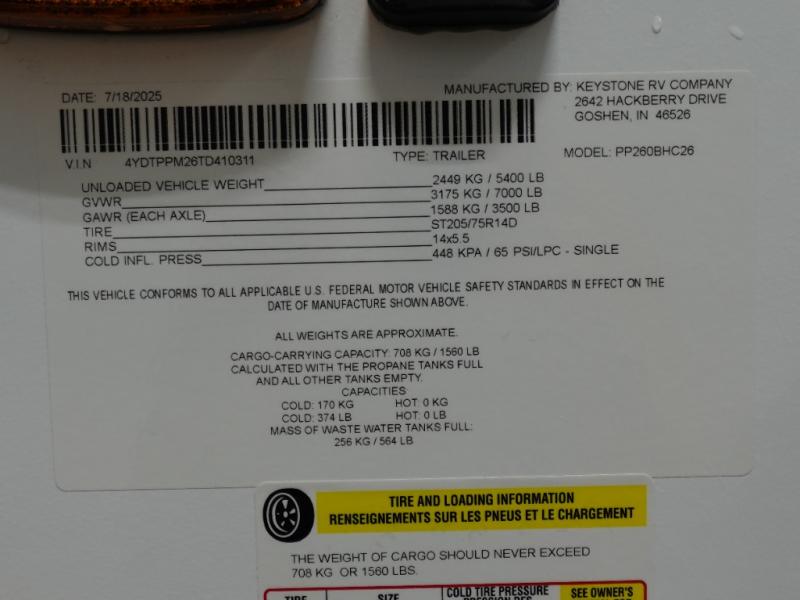 DATE: 7/18/2025
MANUFACTURED BY: KEYSTONE RV COMPANY
2642 HACKBERRY DRIVE
GOSHEN, IN 46526
V.I.N 4YDTPPM26TD410311 TYPE: TRAILER MODEL: PP260BHC26
UNLOADED VEHICLE WEIGHT 2449 KG / 5400 LB
GVWR 3175 KG / 7000 LB
GAWR (EACH AXLE) 1588 KG / 3500 LB
TIRE ST205/75R14D
RIMS 14x5.5
COLD INFL. PRESS 448 KPA / 65 PSI/LPC - SINGLE
THIS VEHICLE CONFORMS TO ALL APPLICABLE U.S. FEDERAL MOTOR VEHICLE SAFETY STANDARDS IN EFFECT ON THE
DATE OF MANUFACTURE SHOWN ABOVE.
ALL WEIGHTS ARE APPROXIMATE.
CARGO-CARRYING CAPACITY: 708 KG / 1560 LB
CALCULATED WITH THE PROPANE TANKS FULL
AND ALL OTHER TANKS EMPTY.
CAPACITIES
COLD: 170 KG HOT: 0 KG
COLD: 374 LB HOT: 0 LB
MASS OF WASTE WATER TANKS FULL:
256 KG / 564 LB
TIRE AND LOADING INFORMATION
RENSEIGNEMENTS SUR LES PNEUS ET LE CHARGEMENT
THE WEIGHT OF CARGO SHOULD NEVER EXCEED
708 KG OR 1560 LBS.
TIRE SIZE COLD TIRE PRESSURE SEE OWNER'S